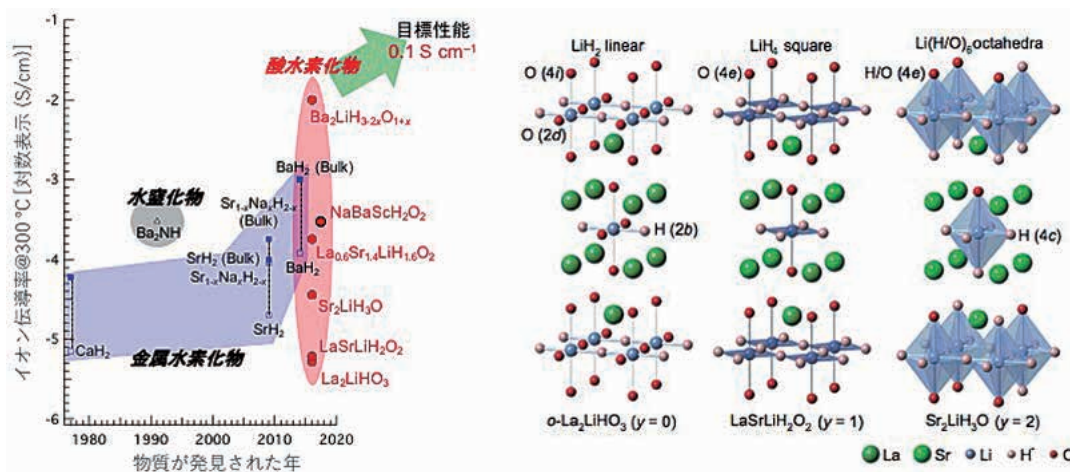 イオン伝導率@300 ℃ [対数表示 (S/cm)]
-1
-2
-3
-4
-5
-6
1980
1990
2000
2010
2020
物質が発見された年
目標性能
0.1 S cm⁻¹
酸水素化物
Ba₂LiH₃₋₂ₓO₁₊ₓ
BaH₂ (Bulk)
水窒化物
Ba₂NH
Sr₁₋ₓNaₓH₂₋ₓ
(Bulk)
NaBaScH₂O₂
SrH₂ (Bulk)
Sr₁₋ₓNaₓH₂₋ₓ
La₀.₆Sr₁.₄LiH₁.₆O₂
BaH₂
Sr₂LiH₃O
SrH₂
CaH₂
金属水素化物
LaSrLiH₂O₂
La₂LiHO₃
LiH₂ linear
O (4i)
O (2d)
H (2b)
o-La₂LiHO₃ (y = 0)
LiH₄ square
O (4e)
LaSrLiH₂O₂ (y = 1)
Li(H/O)₆octahedra
H/O (4e)
H (4c)
Sr₂LiH₃O (y = 2)
La Sr Li H⁻ O